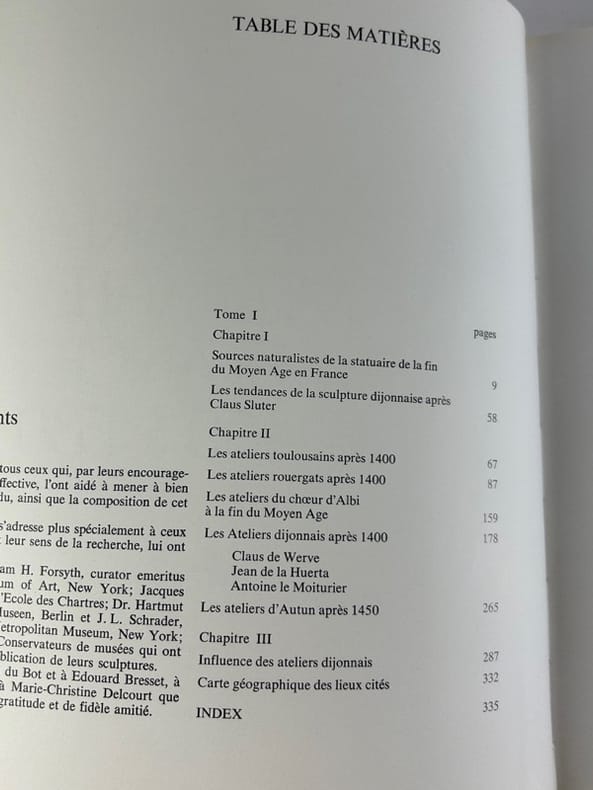 TABLE DES MATIÈRES
Tome I
Chapitre I pages
Sources naturalistes de la statuaire de la fin
du Moyen Age en France 9
Les tendances de la sculpture dijonnaise après
Claus Sluter 58
Chapitre II
Les ateliers toulousains après 1400 67
Les ateliers rouergats après 1400 87
Les ateliers du chœur d'Albi
à la fin du Moyen Age 159
Les Ateliers dijonnais après 1400 178
Claus de Werve
Jean de la Huerta
Antoine le Moiturier
Les ateliers d'Autun après 1450 265
Chapitre III
Influence des ateliers dijonnais 287
Carte géographique des lieux cités 332
INDEX 335
nts
tous ceux qui, par leurs encourage-
ffective, l'ont aidé à mener à bien
du, ainsi que la composition de cet
s'adresse plus spécialement à ceux
leur sens de la recherche, lui ont
am H. Forsyth, curator emeritus
um of Art, New York; Jacques
'Ecole des Chartres; Dr. Hartmut
Museen, Berlin et J. L. Schrader,
etropolitan Museum, New York;
Conservateurs de musées qui ont
blication de leurs sculptures.
du Bot et à Edouard Bresset, à
à Marie-Christine Delcourt que
gratitude et de fidèle amitié.